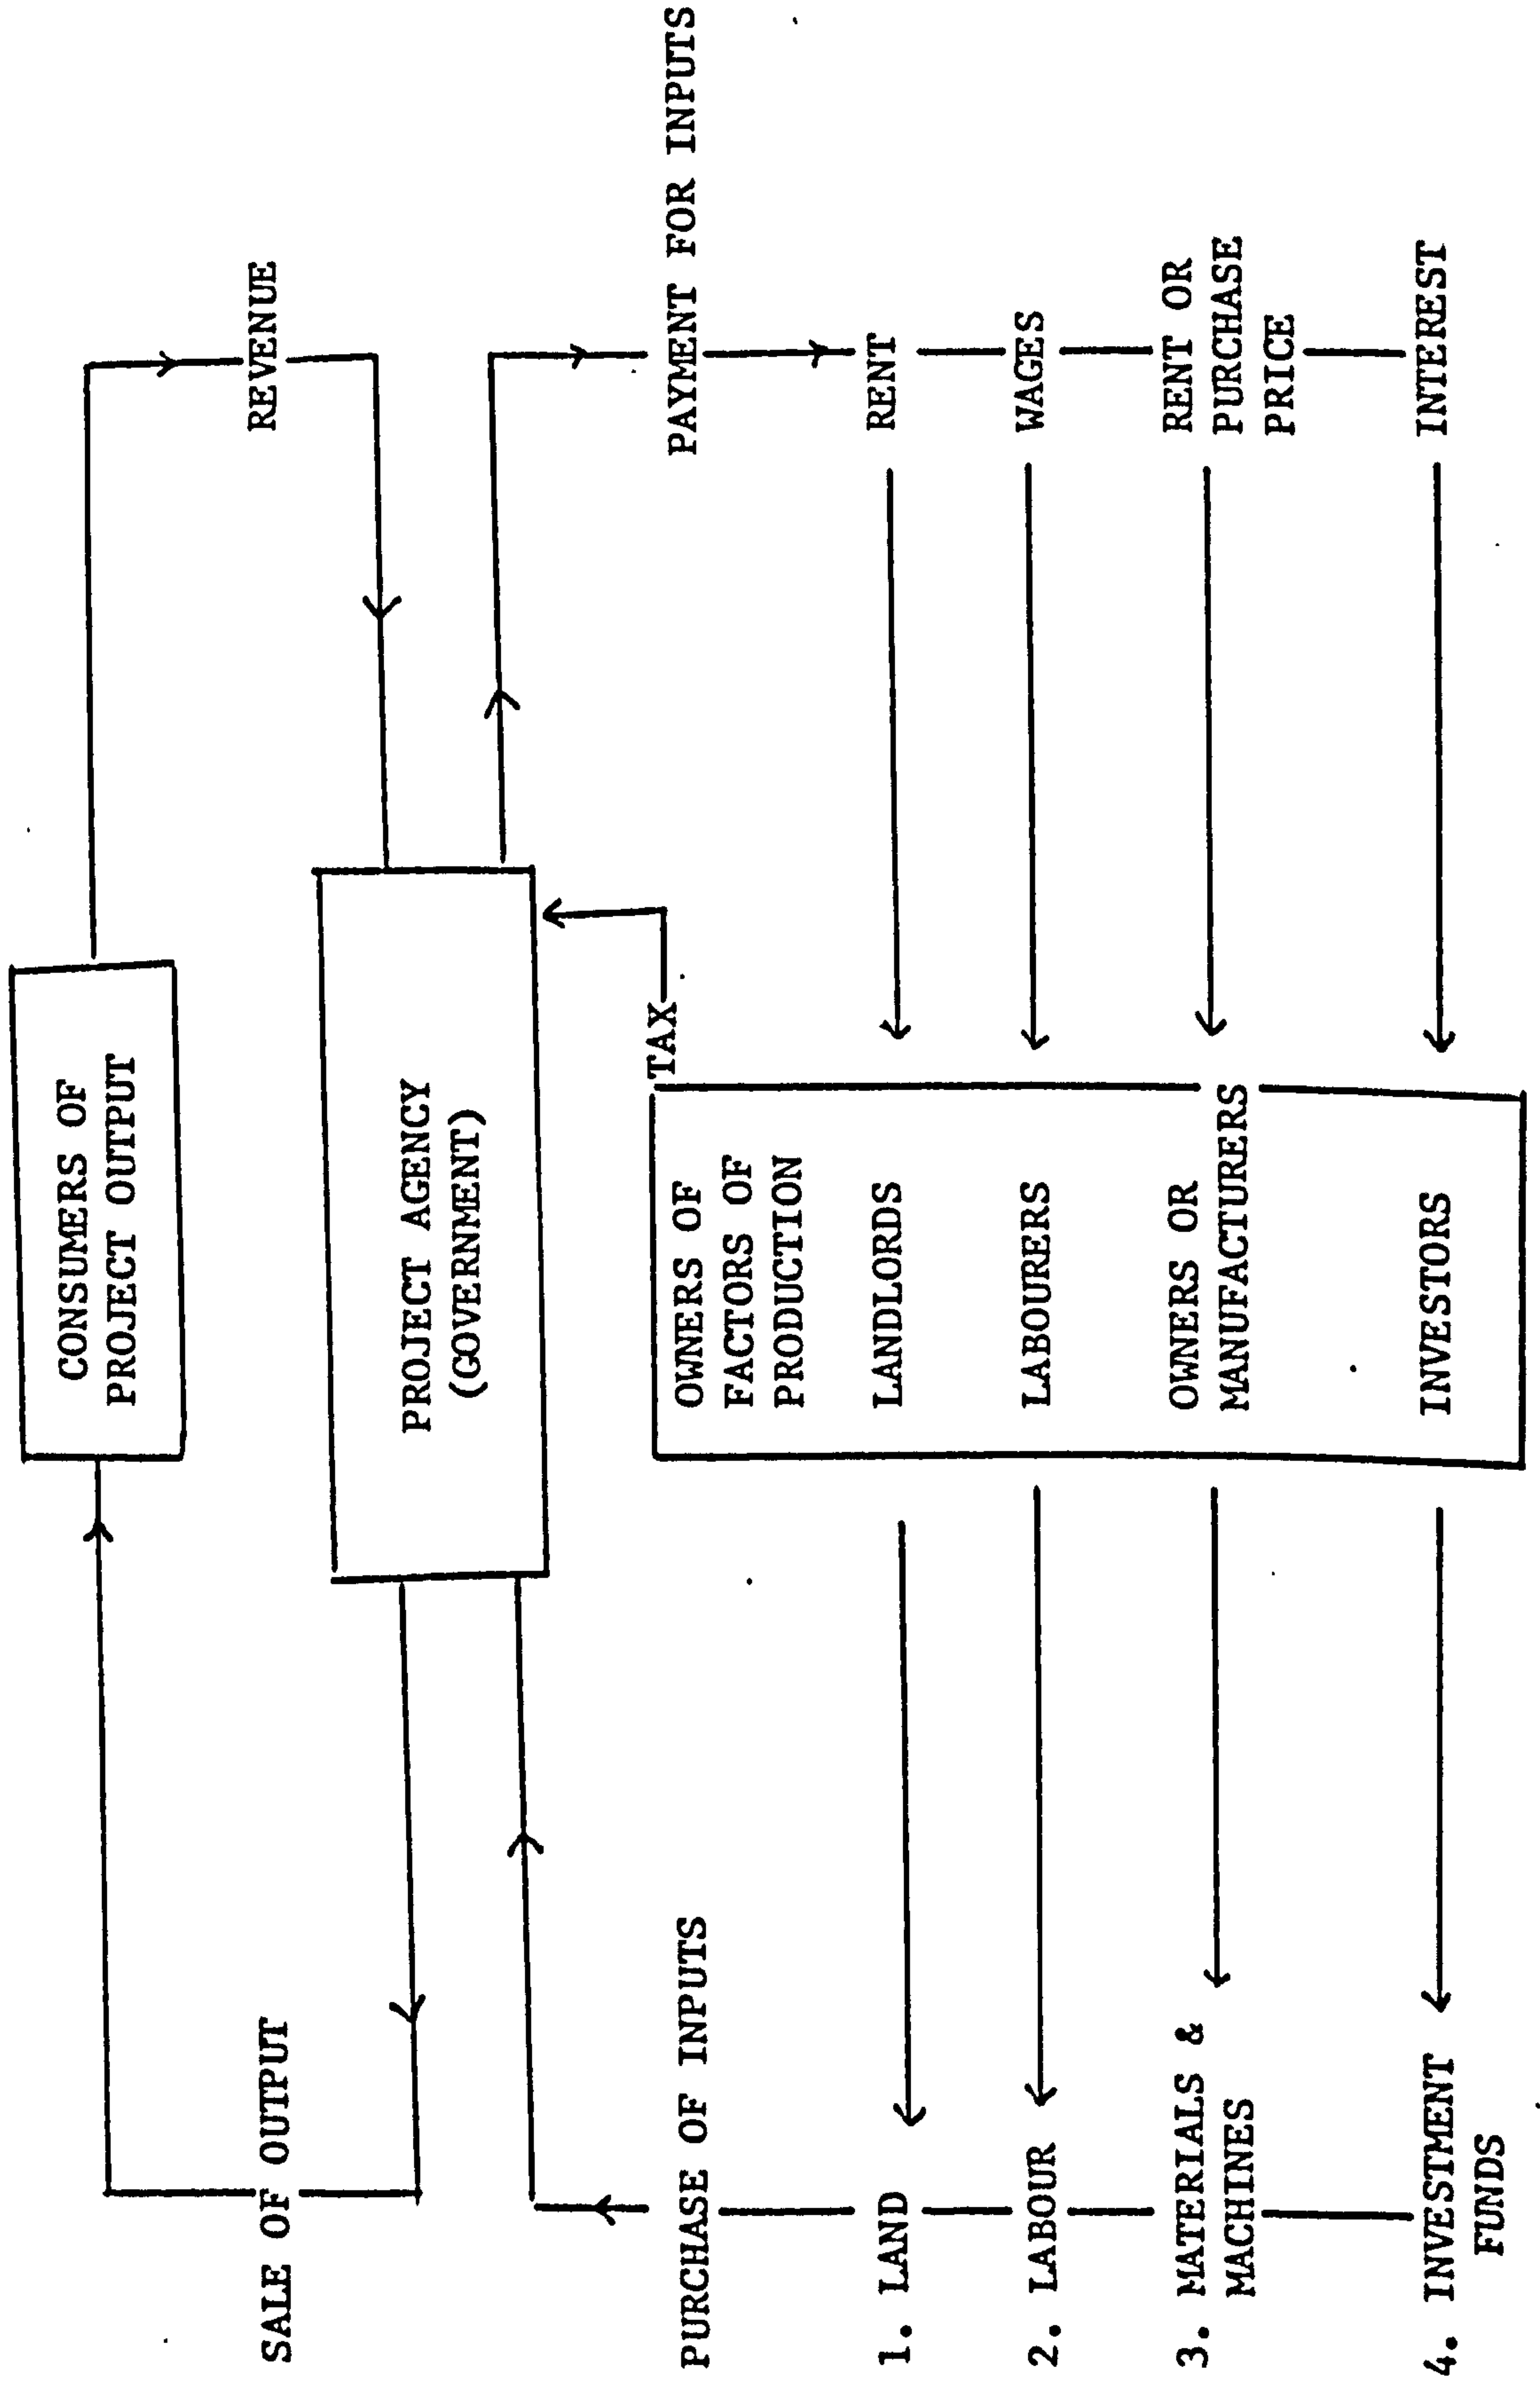 CONSUMERS OF
PROJECT OUTPUT
SALE OF OUTPUT
REVENUE
PROJECT AGENCY
(GOVERNMENT)
TAX
PURCHASE OF INPUTS
OWNERS OF
FACTORS OF
PRODUCTION
PAYMENT FOR INPUTS
1. LAND
LANDLORDS
RENT
2. LABOUR
LABOURERS
WAGES
3. MATERIALS &
MACHINES
OWNERS OR
MANUFACTURERS
RENT OR
PURCHASE
PRICE
4. INVESTMENT
FUNDS
INVESTORS
INTEREST